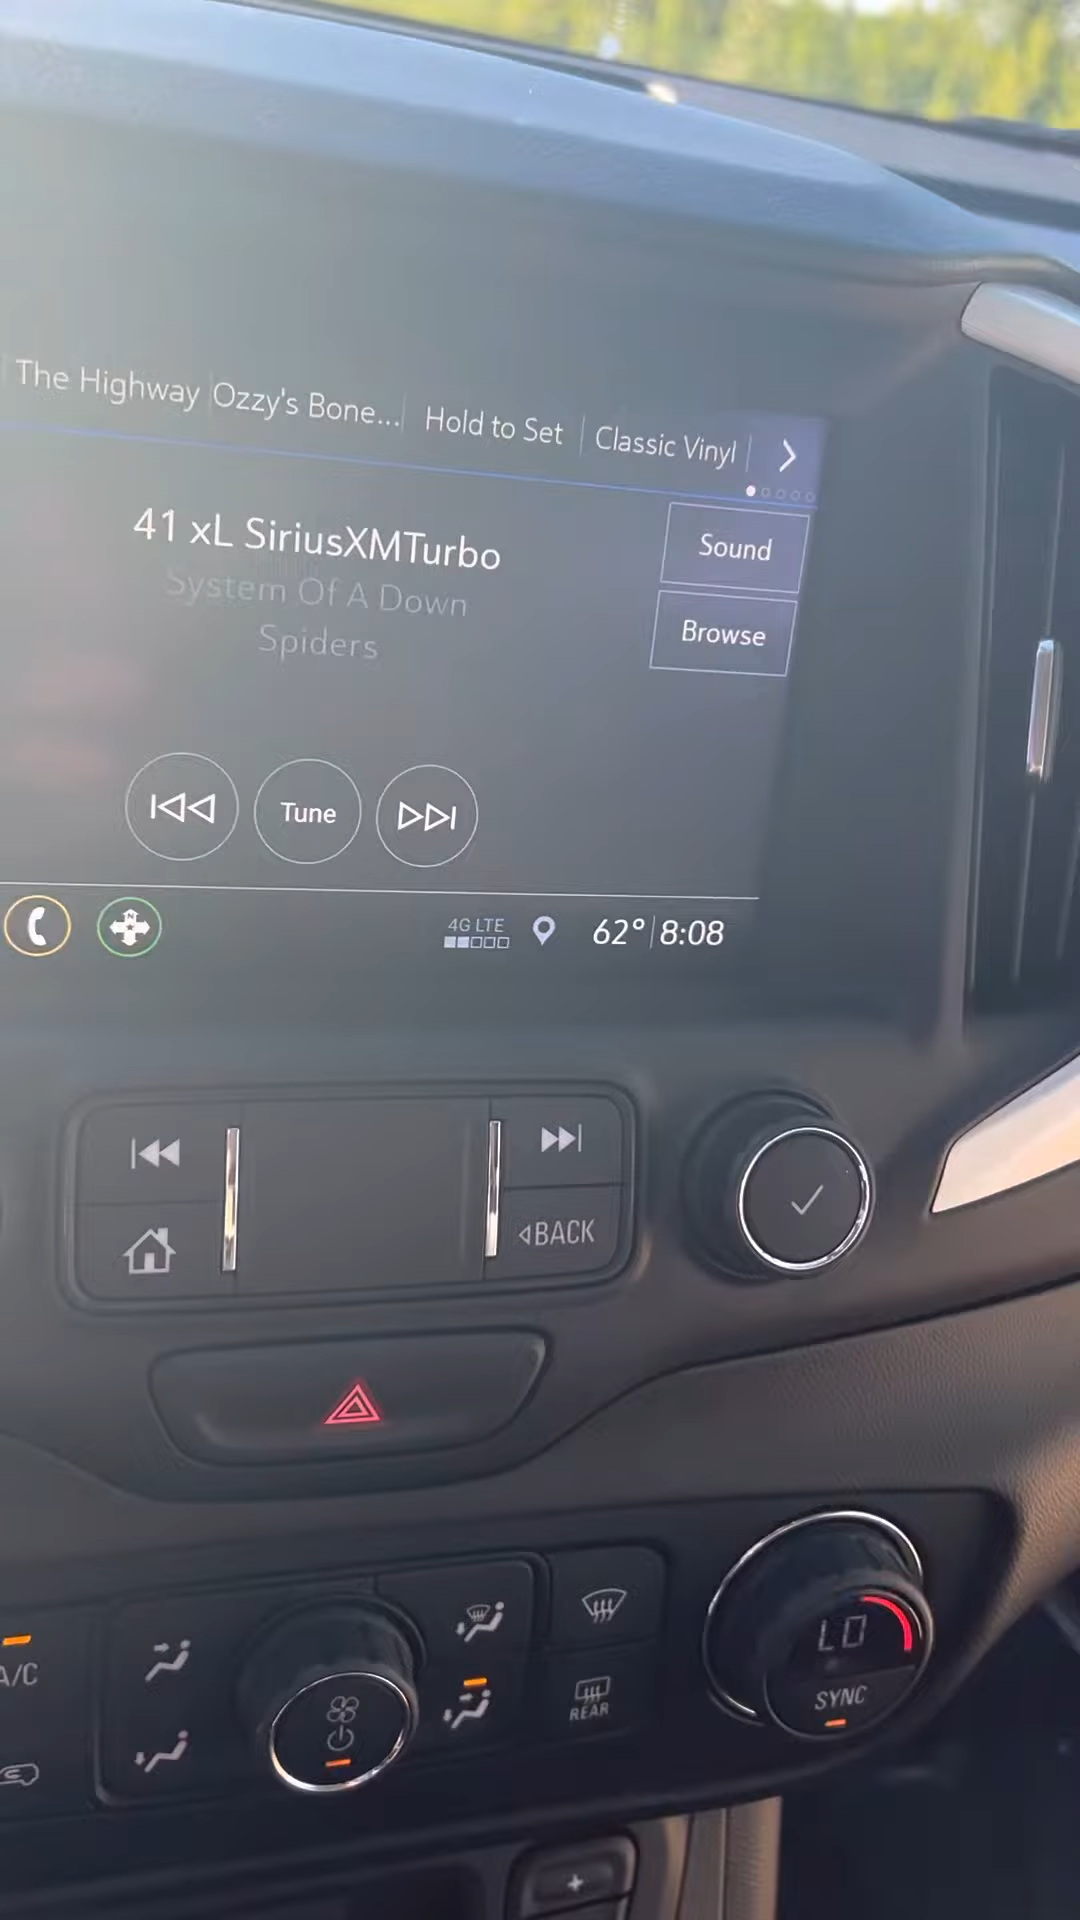 The Highway
Ozzy's Bone...
Hold to Set
Classic Vinyl
41 xL SiriusXMTurbo
System Of A Down
Spiders
Sound
Browse
Tune
N
4G LTE
62° 8:08
BACK
A/C
REAR
LO
SYNC
+